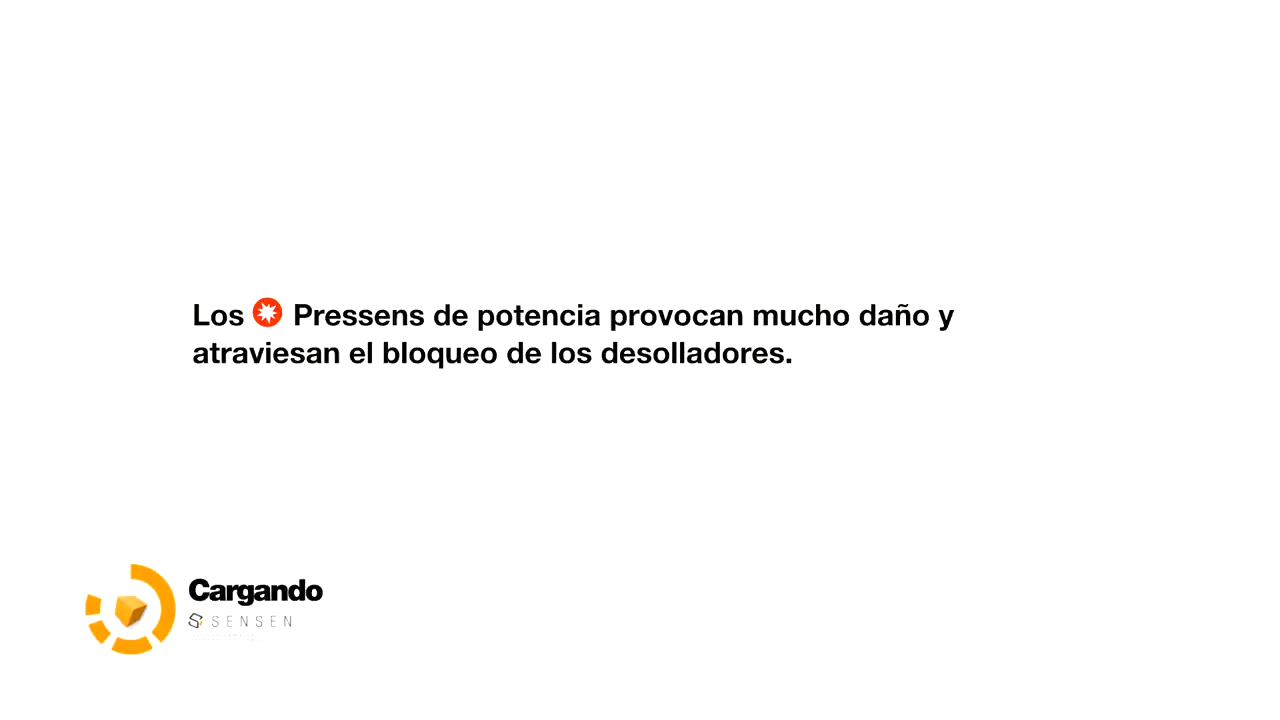 Los Pressens de potencia provocan mucho daño y
atraviesan el bloqueo de los desolladores.
Cargando
SENSEN